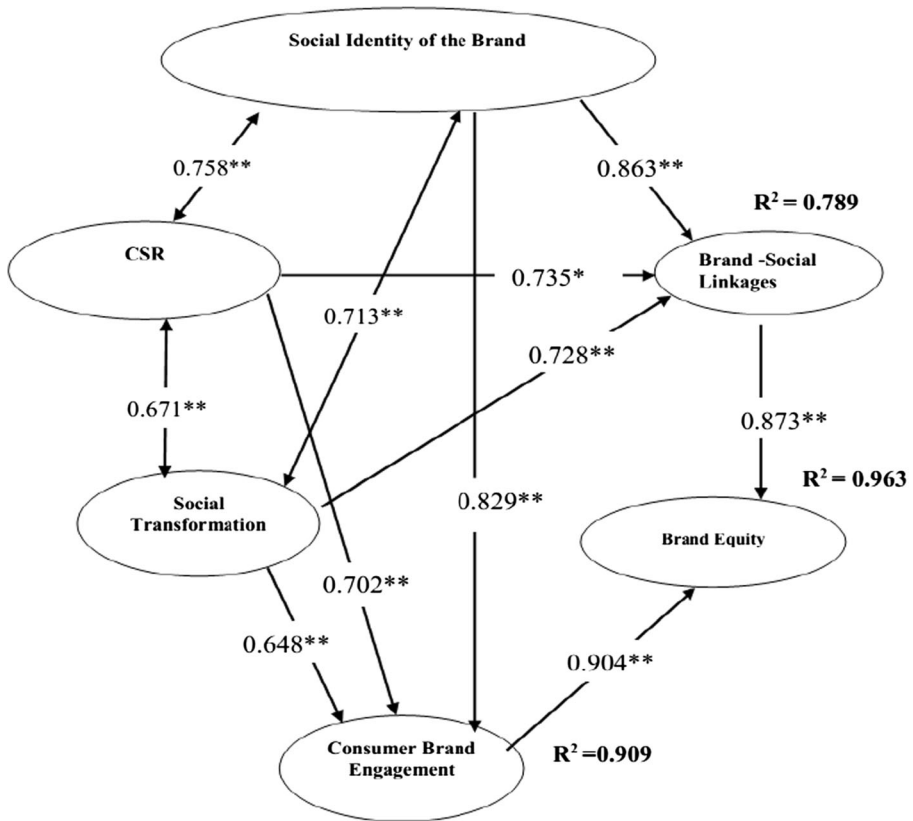 Social Identity of the Brand
0.758**
0.863**
R² = 0.789
CSR
Brand -Social
Linkages
0.735*
0.713**
0.728**
0.671**
0.873**
R² = 0.963
Social
Transformation
0.829**
Brand Equity
0.702**
0.648**
0.904**
Consumer Brand
Engagement
R² =0.909